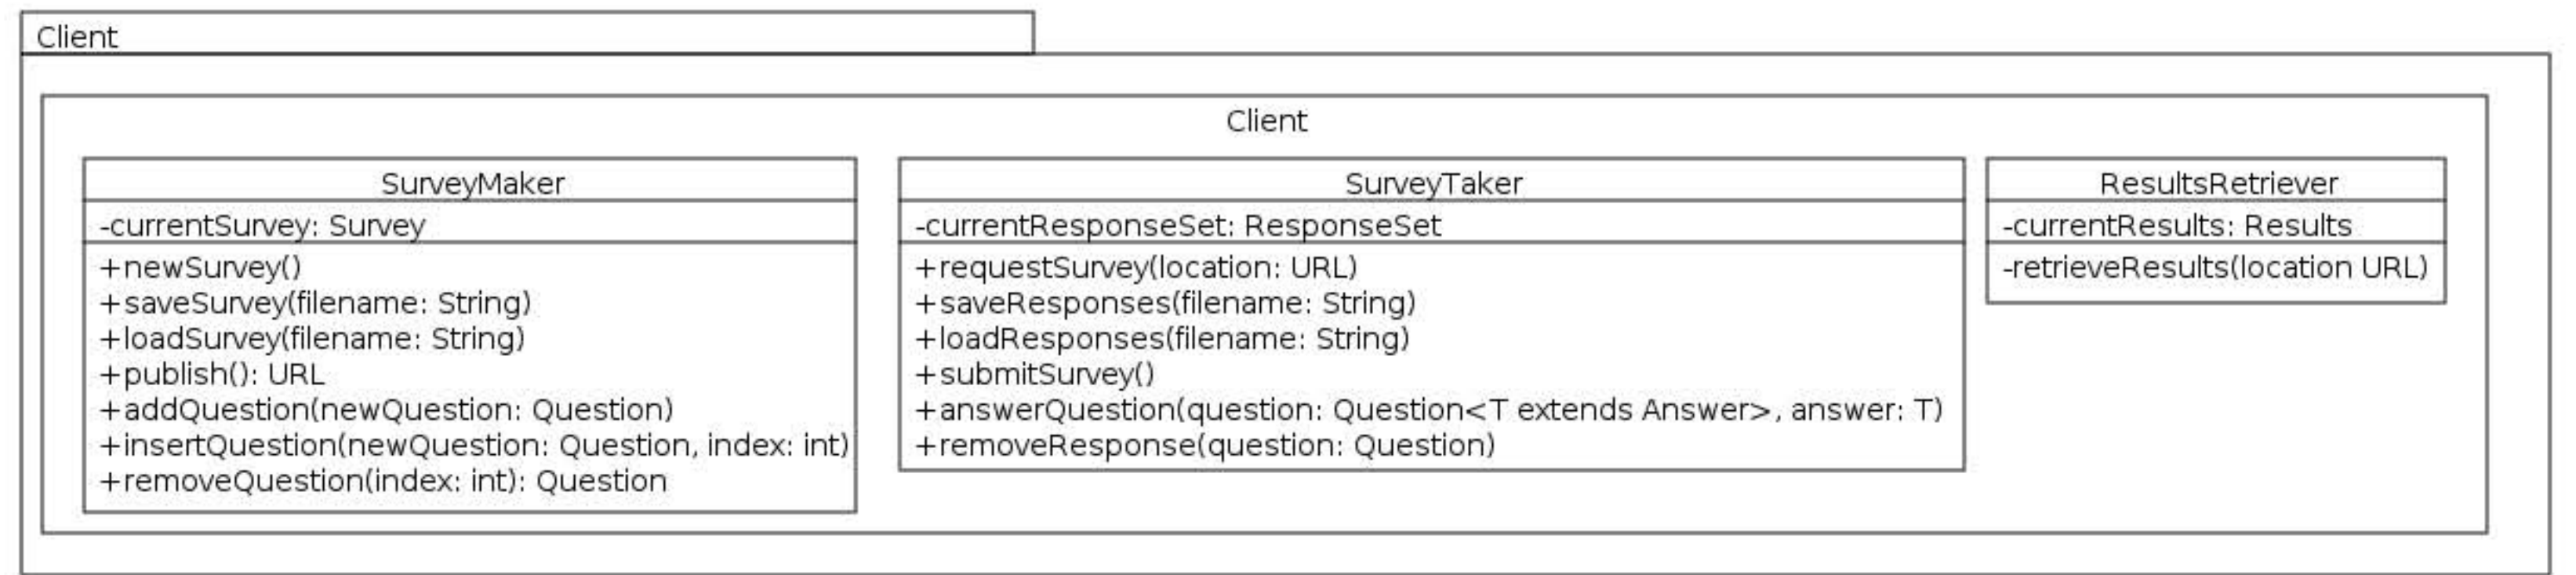 Client
Client
SurveyMaker
-currentSurvey: Survey
+newSurvey()
+saveSurvey(filename: String)
+loadSurvey(filename: String)
+publish(): URL
+addQuestion(newQuestion: Question)
+insertQuestion(newQuestion: Question, index: int)
+removeQuestion(index: int): Question
SurveyTaker
-currentResponseSet: ResponseSet
+requestSurvey(location: URL)
+saveResponses(filename: String)
+loadResponses(filename: String)
+submitSurvey()
+answerQuestion(question: Question<T extends Answer>, answer: T)
+removeResponse(question: Question)
ResultsRetriever
-currentResults: Results
-retrieveResults(location URL)